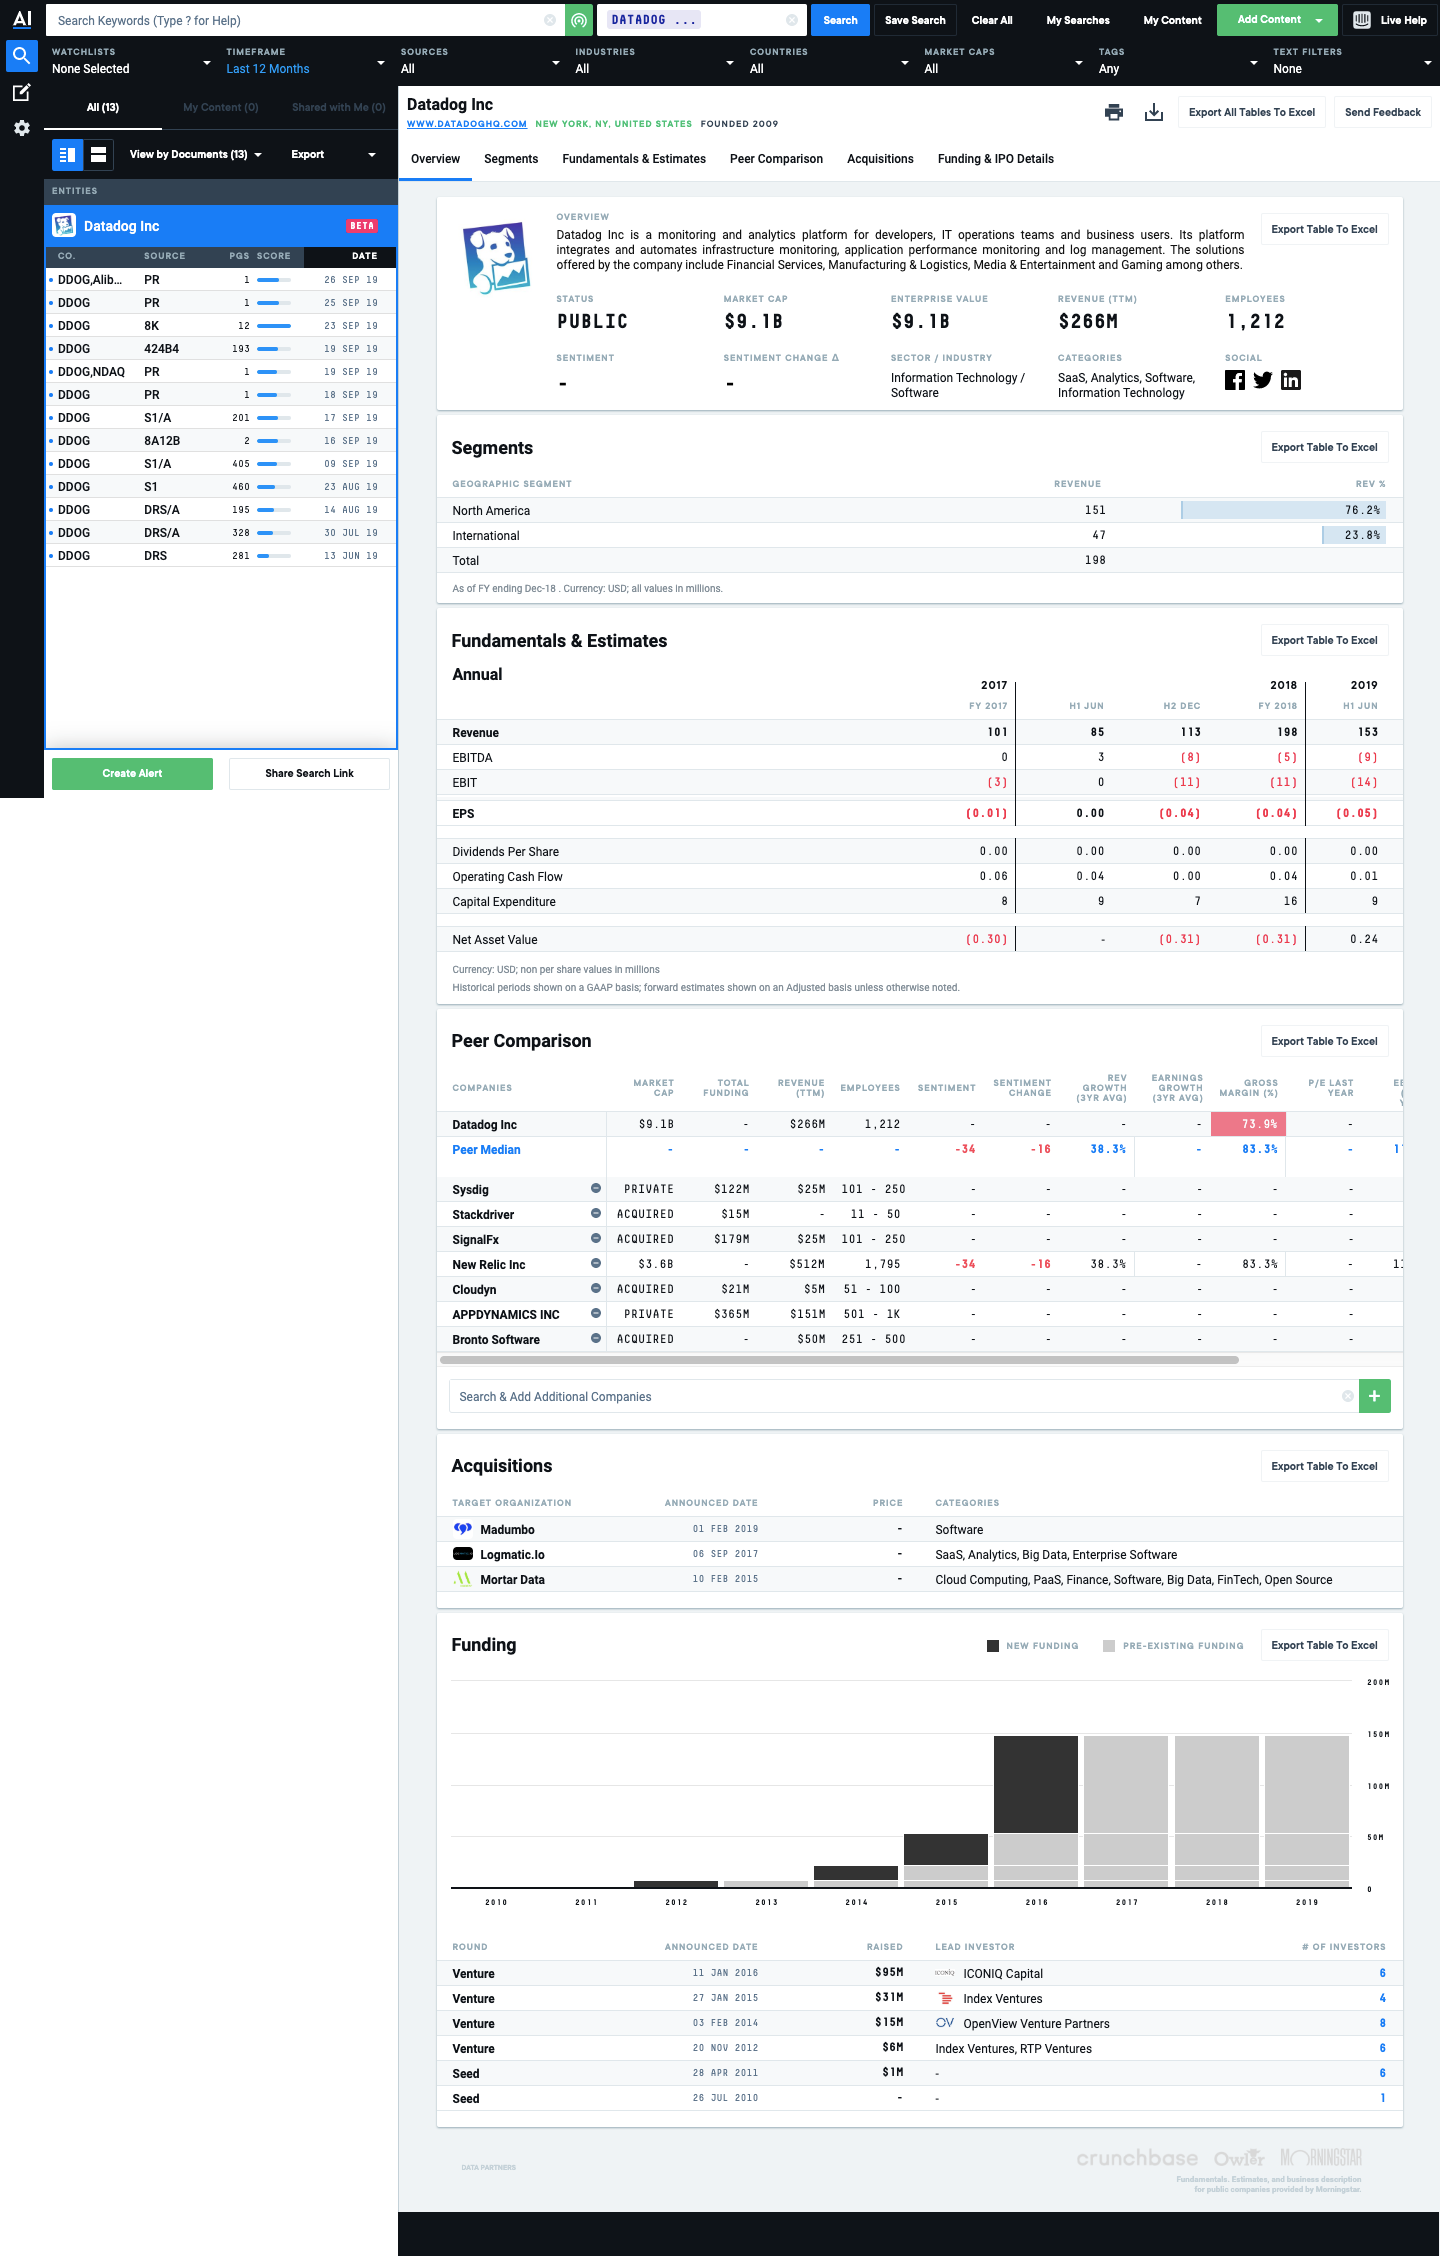 AI
Search Keywords (Type ? for Help)
DATADOG ...
Search
Save Search
Clear All
My Searches
My Content
Add Content
Live Help
WATCHLISTS
None Selected
TIMEFRAME
Last 12 Months
SOURCES
All
INDUSTRIES
All
COUNTRIES
All
MARKET CAPS
All
TAGS
Any
TEXT FILTERS
None
All (13)
My Content (0)
Shared with Me (0)
View by Documents (13)
Export
ENTITIES
Datadog Inc
BETA
CO. SOURCE PGS SCORE DATE
DDOG,Alib... PR 1 26 SEP 19
DDOG PR 1 25 SEP 19
DDOG 8K 12 23 SEP 19
DDOG 424B4 193 19 SEP 19
DDOG,NDAQ PR 1 19 SEP 19
DDOG PR 1 18 SEP 19
DDOG S1/A 201 17 SEP 19
DDOG 8A12B 2 16 SEP 19
DDOG S1/A 405 09 SEP 19
DDOG S1 460 23 AUG 19
DDOG DRS/A 195 14 AUG 19
DDOG DRS/A 328 30 JUL 19
DDOG DRS 281 13 JUN 19
Create Alert
Share Search Link
Datadog Inc
WWW.DATADOGHQ.COM NEW YORK, NY, UNITED STATES FOUNDED 2009
Export All Tables To Excel
Send Feedback
Overview Segments Fundamentals & Estimates Peer Comparison Acquisitions Funding & IPO Details
OVERVIEW
Export Table To Excel
Datadog Inc is a monitoring and analytics platform for developers, IT operations teams and business users. Its platform
integrates and automates infrastructure monitoring, application performance monitoring and log management. The solutions
offered by the company include Financial Services, Manufacturing & Logistics, Media & Entertainment and Gaming among others.
STATUS MARKET CAP ENTERPRISE VALUE REVENUE (TTM) EMPLOYEES
PUBLIC $9.1B $9.1B $266M 1,212
SENTIMENT SENTIMENT CHANGE Δ SECTOR / INDUSTRY CATEGORIES SOCIAL
- - Information Technology / SaaS, Analytics, Software,
Software Information Technology
Segments
Export Table To Excel
GEOGRAPHIC SEGMENT REVENUE REV %
North America 151 76.2%
International 47 23.8%
Total 198
As of FY ending Dec-18 . Currency: USD; all values in millions.
Fundamentals & Estimates
Export Table To Excel
Annual
2017 2018 2019
FY 2017 H1 JUN H2 DEC FY 2018 H1 JUN
Revenue 101 85 113 198 153
EBITDA 0 3 (8) (5) (9)
EBIT (3) 0 (11) (11) (14)
EPS (0.01) 0.00 (0.04) (0.04) (0.05)
Dividends Per Share 0.00 0.00 0.00 0.00 0.00
Operating Cash Flow 0.06 0.04 0.00 0.04 0.01
Capital Expenditure 8 9 7 16 9
Net Asset Value (0.30) - (0.31) (0.31) 0.24
Currency: USD; non per share values in millions
Historical periods shown on a GAAP basis; forward estimates shown on an Adjusted basis unless otherwise noted.
Peer Comparison
Export Table To Excel
COMPANIES MARKET CAP TOTAL FUNDING REVENUE (TTM) EMPLOYEES SENTIMENT SENTIMENT CHANGE REV GROWTH (3YR AVG) EARNINGS GROWTH (3YR AVG) GROSS MARGIN (%) P/E LAST YEAR
Datadog Inc $9.1B - $266M 1,212 - - - - 73.9% -
Peer Median - - - - -34 -16 38.3% - 83.3% -
Sysdig PRIVATE $122M $25M 101 - 250 - - - - - -
Stackdriver ACQUIRED $15M - 11 - 50 - - - - - -
SignalFx ACQUIRED $179M $25M 101 - 250 - - - - - -
New Relic Inc $3.6B - $512M 1,795 -34 -16 38.3% - 83.3% -
Cloudyn ACQUIRED $21M $5M 51 - 100 - - - - - -
APPDYNAMICS INC PRIVATE $365M $151M 501 - 1K - - - - - -
Bronto Software ACQUIRED - $50M 251 - 500 - - - - - -
Search & Add Additional Companies
Acquisitions
Export Table To Excel
TARGET ORGANIZATION ANNOUNCED DATE PRICE CATEGORIES
Madumbo 01 FEB 2019 - Software
Logmatic.Io 06 SEP 2017 - SaaS, Analytics, Big Data, Enterprise Software
Mortar Data 10 FEB 2015 - Cloud Computing, PaaS, Finance, Software, Big Data, FinTech, Open Source
Funding
NEW FUNDING PRE-EXISTING FUNDING
Export Table To Excel
200M
150M
100M
50M
0
2010 2011 2012 2013 2014 2015 2016 2017 2018 2019
ROUND ANNOUNCED DATE RAISED LEAD INVESTOR # OF INVESTORS
Venture 11 JAN 2016 $95M ICONIQ ICONIQ Capital 6
Venture 27 JAN 2015 $31M Index Ventures 4
Venture 03 FEB 2014 $15M OV OpenView Venture Partners 8
Venture 20 NOV 2012 $6M Index Ventures, RTP Ventures 6
Seed 28 APR 2011 $1M - 6
Seed 26 JUL 2010 - - 1
DATA PARTNERS
crunchbase Owler MORNINGSTAR
Fundamentals, Estimates, and business description
for public companies provided by Morningstar.